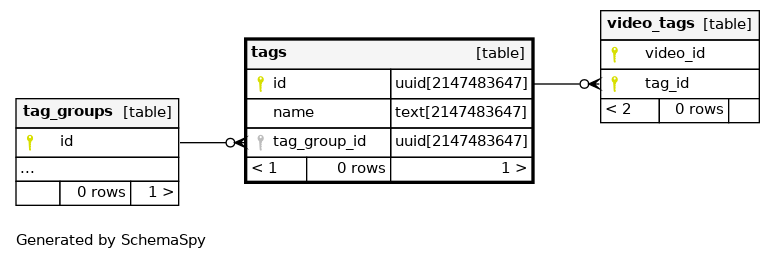 video_tags [table]
video_id
tag_id
< 2 0 rows
tags [table]
id uuid[2147483647]
name text[2147483647]
tag_group_id uuid[2147483647]
< 1 0 rows 1 >
tag_groups [table]
id
...
0 rows 1 >
Generated by SchemaSpy